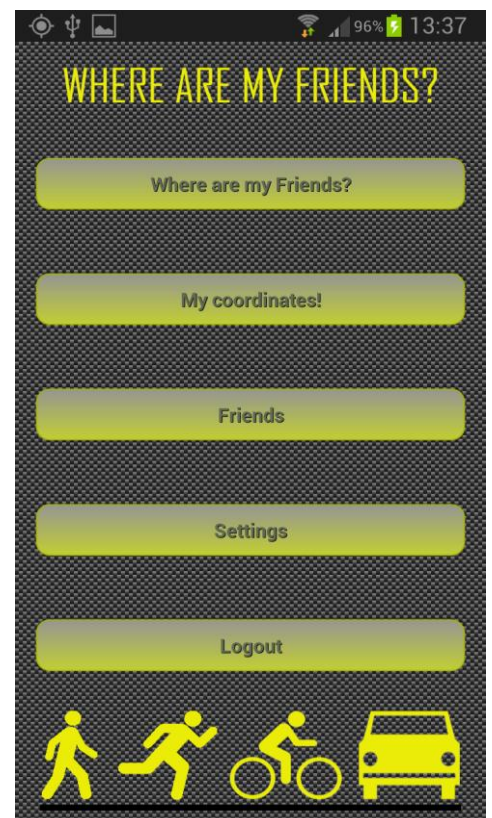 96% 13:37
WHERE ARE MY FRIENDS?
Where are my Friends?
My coordinates!
Friends
Settings
Logout